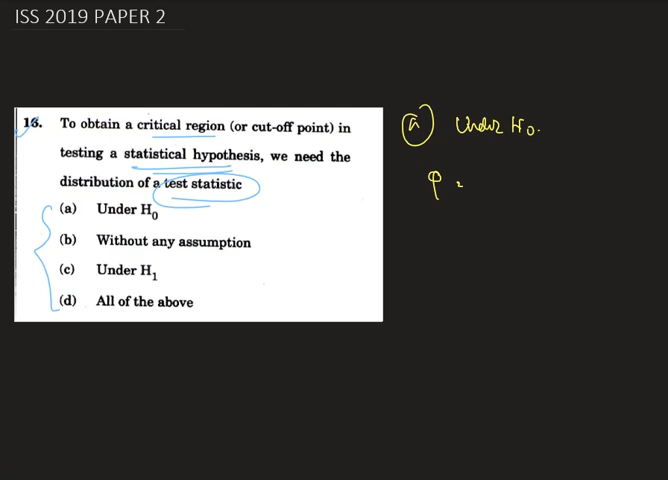 ISS 2019 PAPER 2
16. To obtain a critical region (or cut-off point) in
testing a statistical hypothesis, we need the
distribution of a test statistic
(a) Under H₀
(b) Without any assumption
(c) Under H₁
(d) All of the above
(a) Under H₀.
φ =